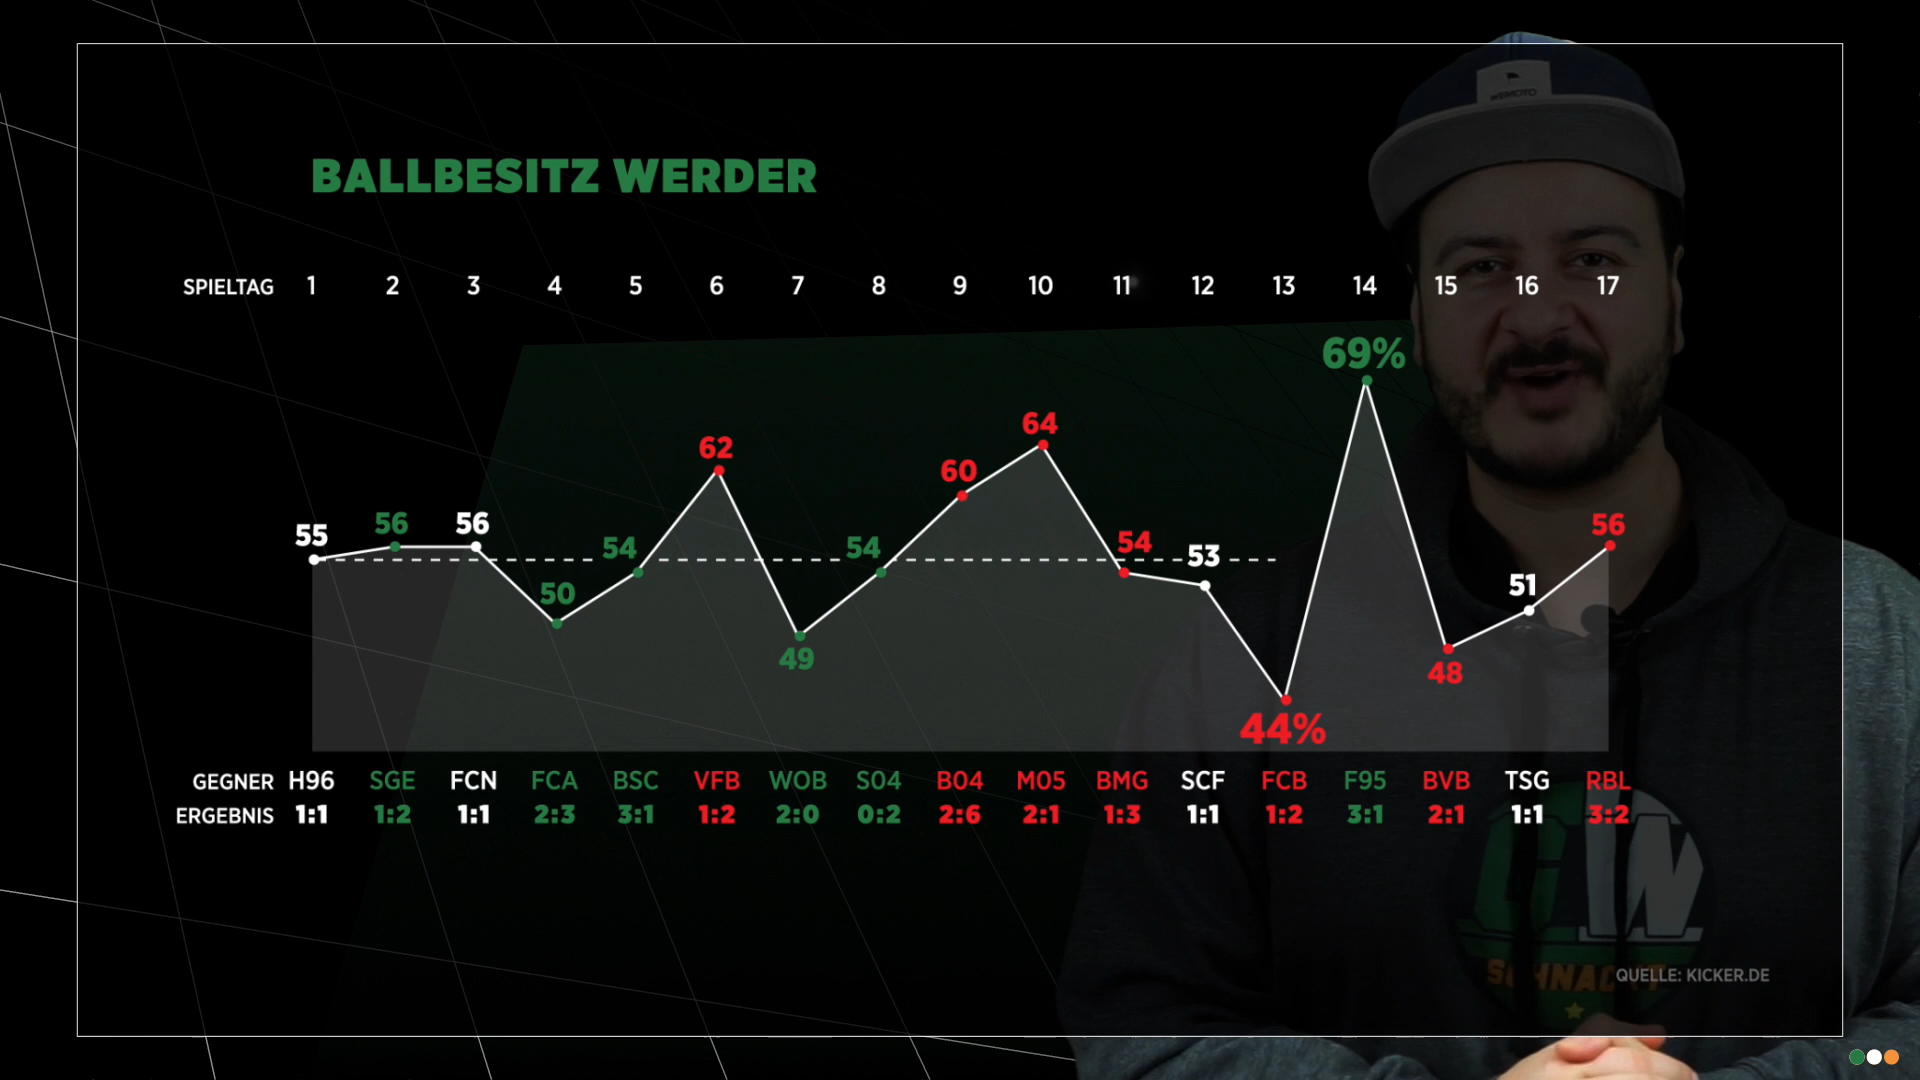 WEMOTO
BALLBESITZ WERDER
SPIELTAG 1 2 3 4 5 6 7 8 9 10 11 12 13 14 15 16 17
55 56 56 50 54 62 49 54 60 64 54 53 44% 69% 48 51 56
GEGNER H96 SGE FCN FCA BSC VFB WOB S04 B04 M05 BMG SCF FCB F95 BVB TSG RBL
ERGEBNIS 1:1 1:2 1:1 2:3 3:1 1:2 2:0 0:2 2:6 2:1 1:3 1:1 1:2 3:1 2:1 1:1 3:2
QUELLE: KICKER.DE